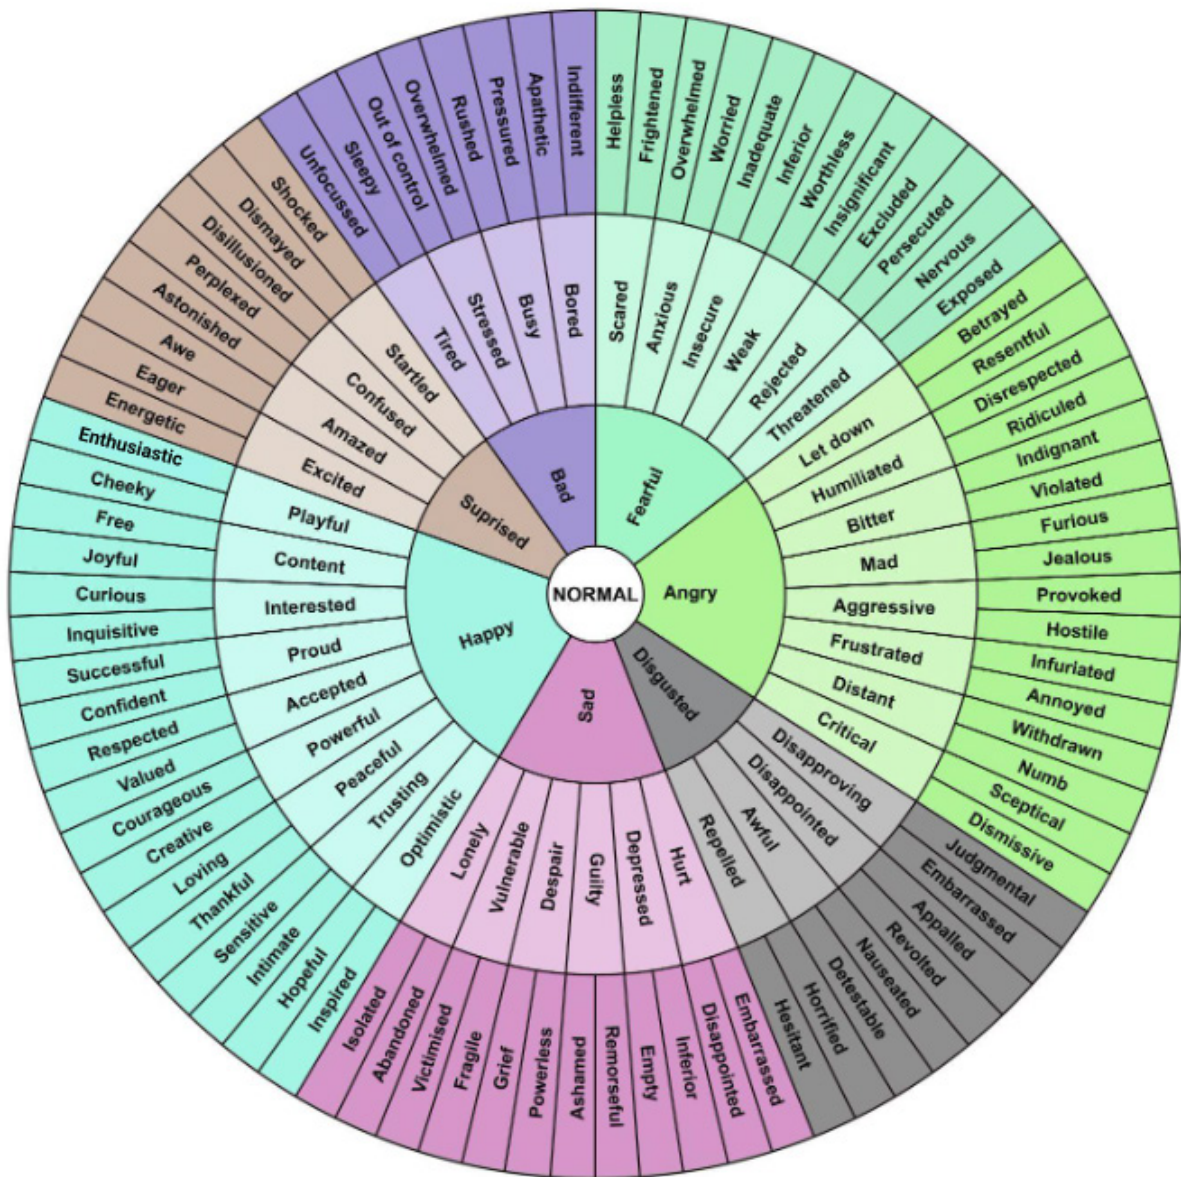 NORMAL
Fearful
Angry
Disgusted
Sad
Happy
Suprised
Bad
Scared
Anxious
Insecure
Weak
Rejected
Threatened
Let down
Humiliated
Bitter
Mad
Aggressive
Frustrated
Distant
Critical
Disapproving
Disappointed
Awful
Repelled
Hurt
Depressed
Guilty
Despair
Vulnerable
Lonely
Optimistic
Trusting
Peaceful
Powerful
Accepted
Proud
Interested
Content
Playful
Excited
Amazed
Confused
Startled
Tired
Stressed
Busy
Bored
Helpless
Frightened
Overwhelmed
Worried
Inadequate
Inferior
Worthless
Insignificant
Excluded
Persecuted
Nervous
Exposed
Betrayed
Resentful
Disrespected
Ridiculed
Indignant
Violated
Furious
Jealous
Provoked
Hostile
Infuriated
Annoyed
Withdrawn
Numb
Sceptical
Dismissive
Judgmental
Embarrassed
Appalled
Revolted
Nauseated
Detestable
Horrified
Hesitant
Embarrassed
Disappointed
Inferior
Empty
Remorseful
Ashamed
Powerless
Grief
Fragile
Victimised
Abandoned
Isolated
Inspired
Hopeful
Intimate
Sensitive
Thankful
Loving
Creative
Courageous
Valued
Respected
Confident
Successful
Inquisitive
Curious
Joyful
Free
Cheeky
Enthusiastic
Energetic
Eager
Awe
Astonished
Perplexed
Disillusioned
Dismayed
Shocked
Unfocussed
Sleepy
Out of control
Overwhelmed
Rushed
Pressured
Apathetic
Indifferent